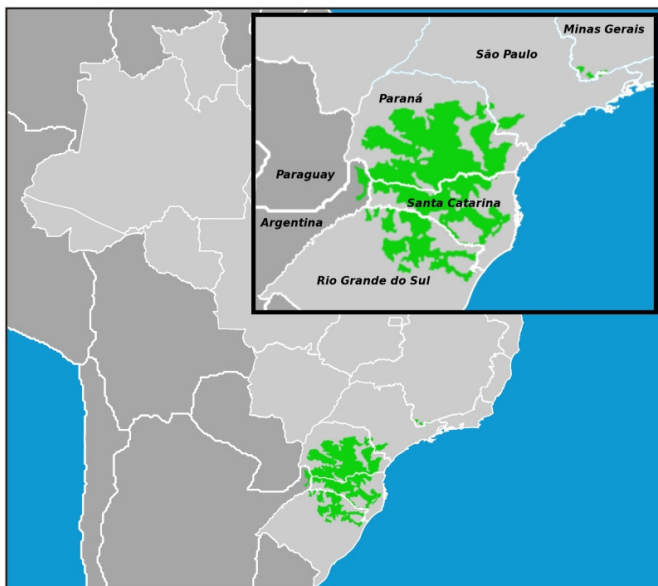 Minas Gerais
São Paulo
Paraná
Paraguay
Santa Catarina
Argentina
Rio Grande do Sul